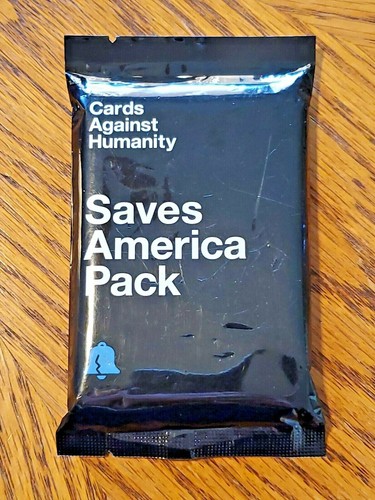 Cards
Against
Humanity
Saves
America
Pack